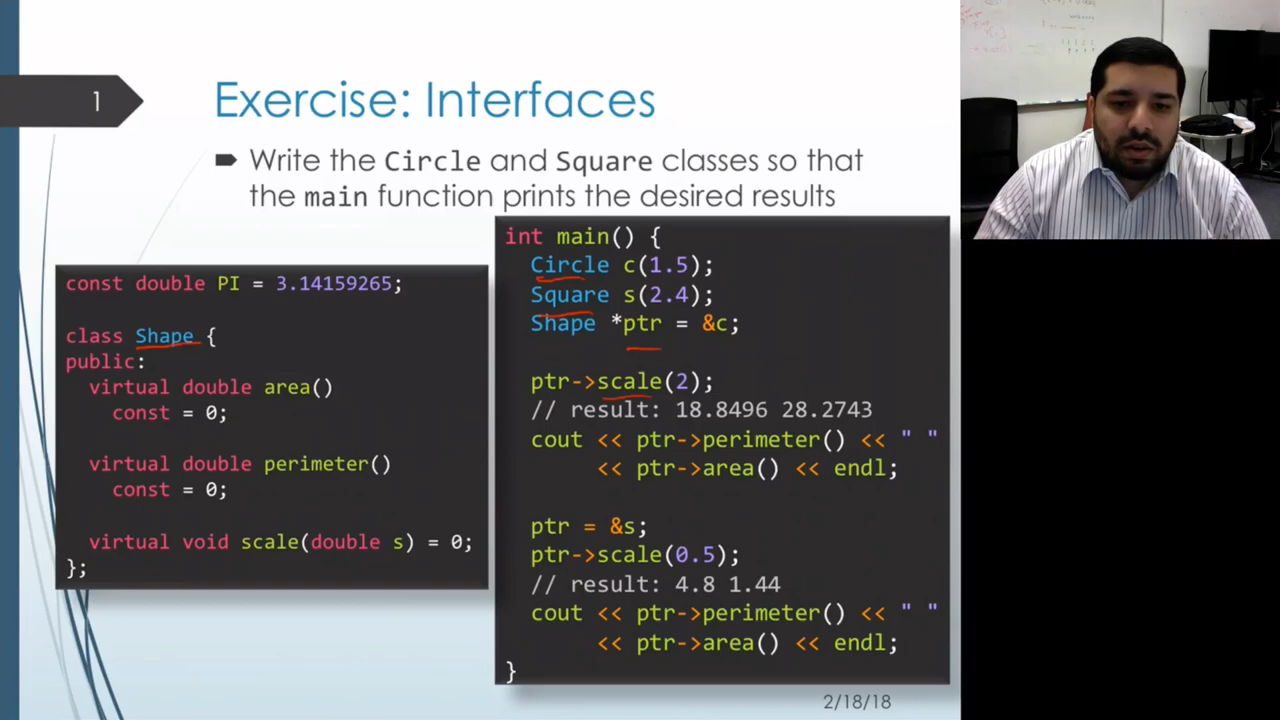 1
Exercise: Interfaces
Write the Circle and Square classes so that
the main function prints the desired results
const double PI = 3.14159265;
class Shape {
public:
virtual double area()
const = 0;
virtual double perimeter()
const = 0;
virtual void scale(double s) = 0;
};
int main() {
Circle c(1.5);
Square s(2.4);
Shape *ptr = &c;
ptr->scale(2);
// result: 18.8496 28.2743
cout << ptr->perimeter() << " "
<< ptr->area() << endl;
ptr = &s;
ptr->scale(0.5);
// result: 4.8 1.44
cout << ptr->perimeter() << " "
<< ptr->area() << endl;
}
2/18/18